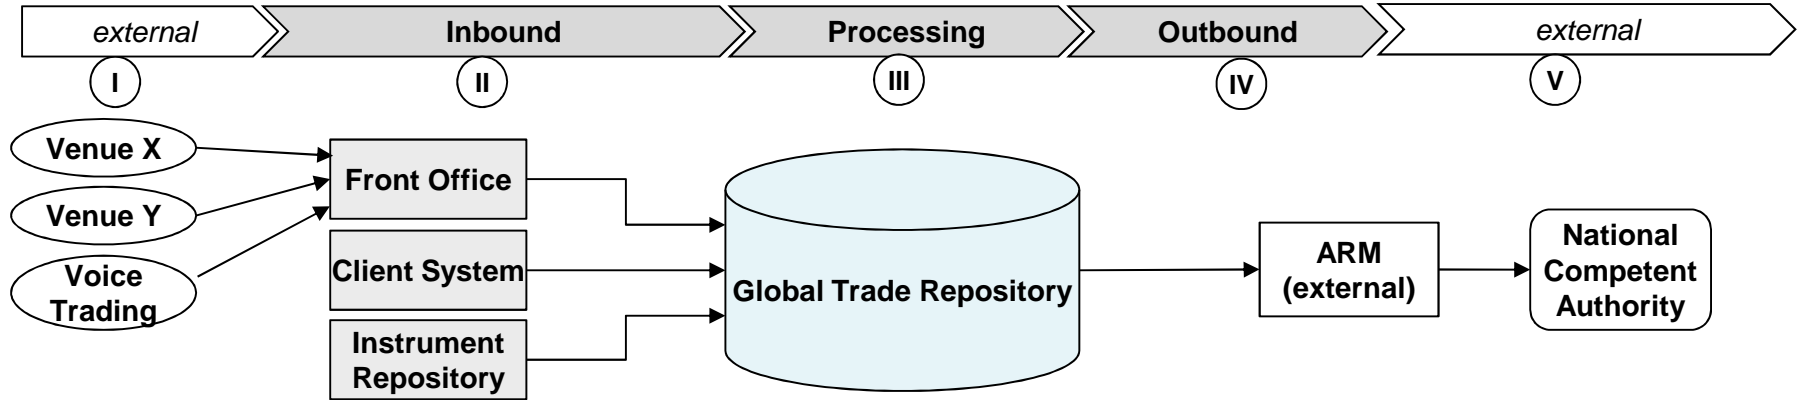 external
Inbound
Processing
Outbound
external
I
II
III
IV
V
Venue X
Venue Y
Voice
Trading
Front Office
Client System
Instrument
Repository
Global Trade Repository
ARM
(external)
National
Competent
Authority